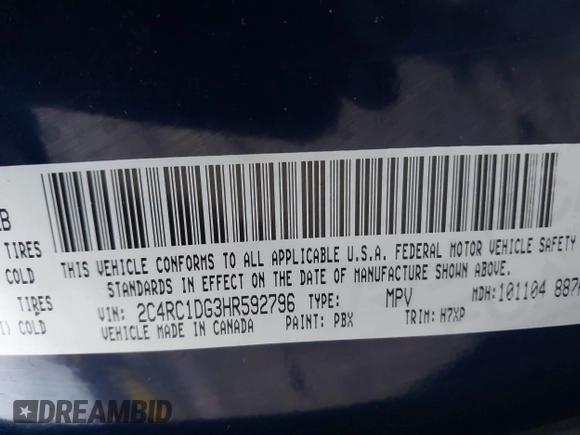 B
TIRES
COLD
TIRES
COLD
THIS VEHICLE CONFORMS TO ALL APPLICABLE U.S.A. FEDERAL MOTOR VEHICLE SAFETY
STANDARDS IN EFFECT ON THE DATE OF MANUFACTURE SHOWN ABOVE.
VIN: 2C4RC1DG3HR592796 TYPE: MPV MDH:101104 887
VEHICLE MADE IN CANADA PAINT: PBX TRIM: H7XP
DREAMBID